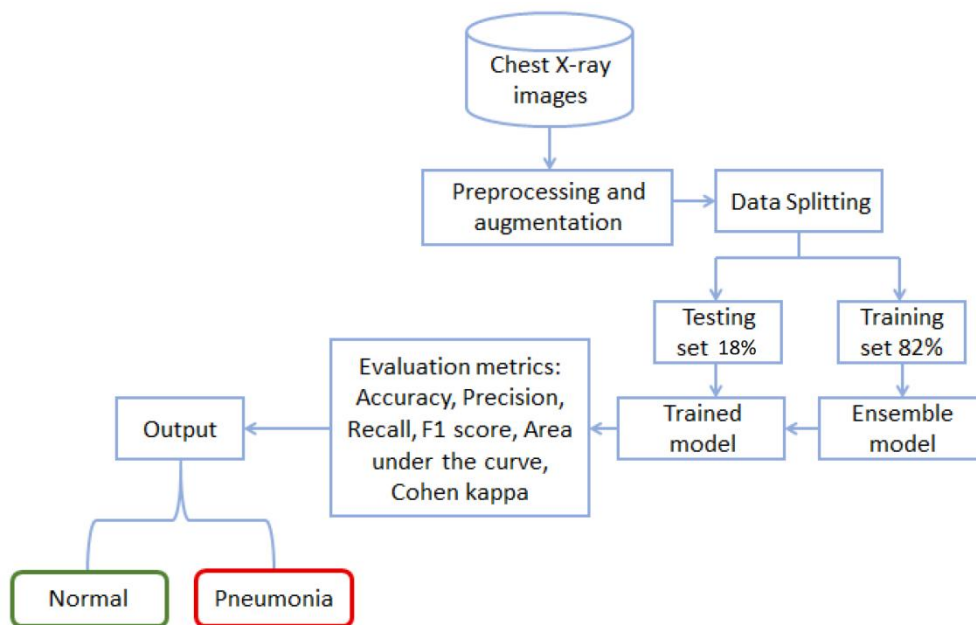 Chest X-ray
images
Preprocessing and
augmentation
Data Splitting
Testing
set 18%
Training
set 82%
Evaluation metrics:
Accuracy, Precision,
Recall, F1 score, Area
under the curve,
Cohen kappa
Output
Trained
model
Ensemble
model
Normal
Pneumonia